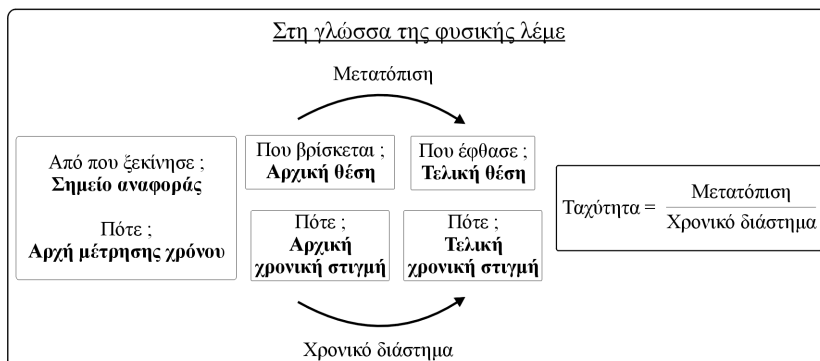 Στη γλώσσα της φυσικής λέμε
Μετατόπιση
Από που ξεκίνησε ;
Σημείο αναφοράς
Πότε ;
Αρχή μέτρησης χρόνου
Που βρίσκεται ;
Αρχική θέση
Που έφθασε ;
Τελική θέση
Πότε ;
Αρχική
χρονική στιγμή
Πότε ;
Τελική
χρονική στιγμή
Χρονικό διάστημα
Ταχύτητα = Μετατόπιση
Χρονικό διάστημα